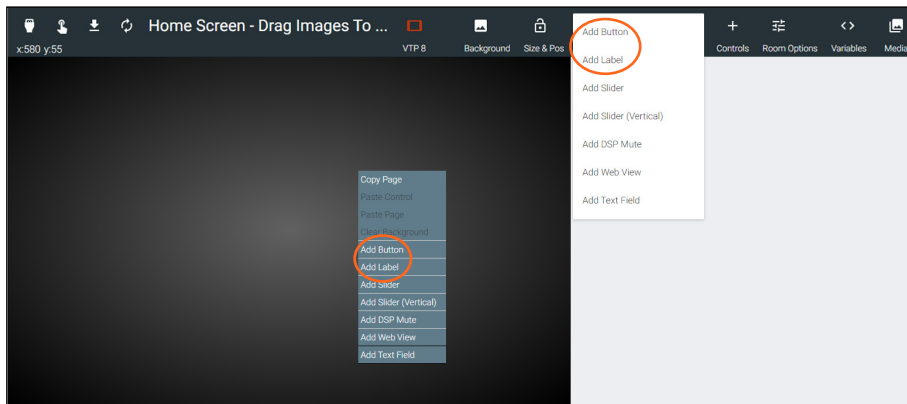 Home Screen - Drag Images To ...
x:580 y:55
VTP 8
Background
Size & Pos
Controls
Room Options
Variables
Media
Add Button
Add Label
Add Slider
Add Slider (Vertical)
Add DSP Mute
Add Web View
Add Text Field
Copy Page
Paste Control
Paste Page
Clear Background
Add Button
Add Label
Add Slider
Add Slider (Vertical)
Add DSP Mute
Add Web View
Add Text Field